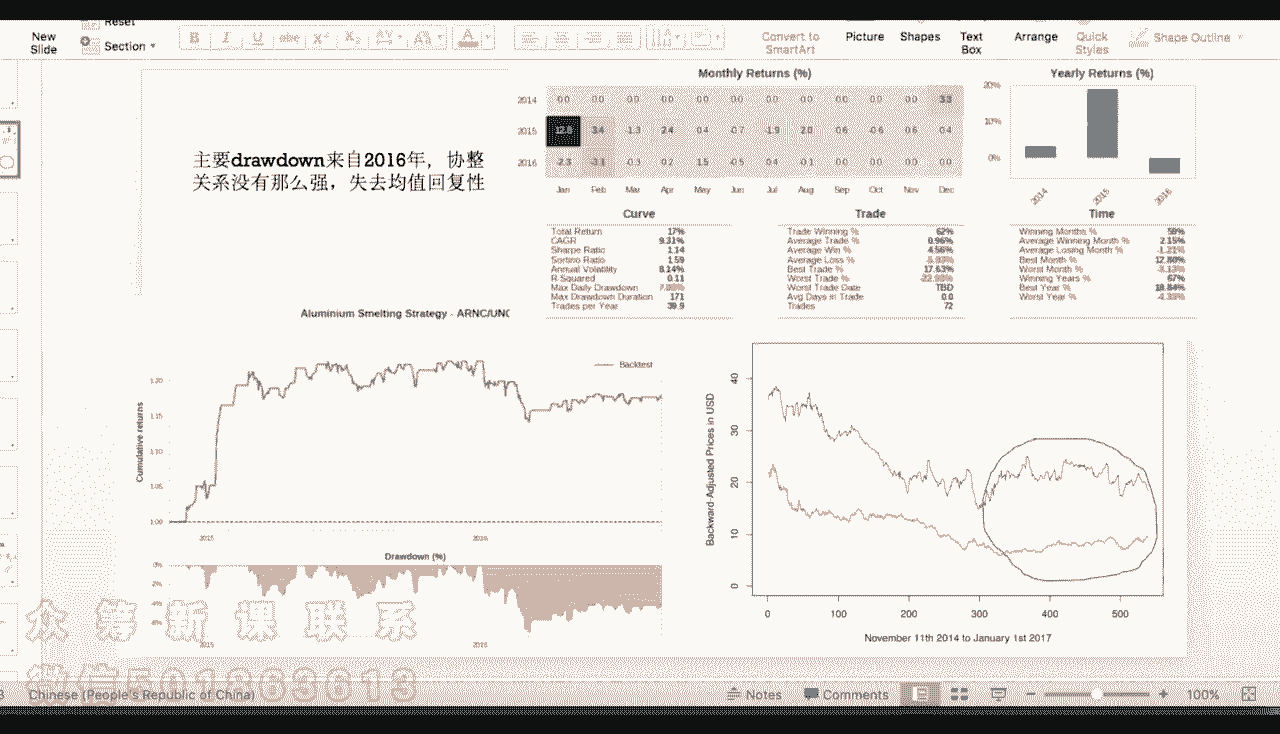 Reset
New
Slide
Section
B I U abc X² X₂ AV Aa A
Convert to
SmartArt
Picture
Shapes
Text
Box
Arrange
Quick
Styles
Shape Outline
主要drawdown来自2016年，协整
关系没有那么强，失去均值回复性
Monthly Returns (%)
2014 0.0 0.0 0.0 0.0 0.0 0.0 0.0 0.0 0.0 0.0 0.0 3.3
2015 12.8 3.4 -1.3 2.4 0.4 -0.7 -1.9 2.0 0.6 -0.6 0.6 0.4
2016 -2.3 -3.1 -0.3 0.2 1.5 -0.5 0.4 -0.1 0.0 0.0 0.0 0.0
Jan Feb Mar Apr May Jun Jul Aug Sep Oct Nov Dec
Yearly Returns (%)
20%
10%
0%
2014 2015 2016
Curve
Total Return 17%
CAGR 9.31%
Sharpe Ratio 1.14
Sortino Ratio 1.59
Annual Volatility 8.14%
R-Squared 0.11
Max Daily Drawdown
Max Drawdown Duration 171
Trades per Year 39.9
Trade
Trade Winning % 62%
Average Trade % 0.96%
Average Win % 4.56%
Average Loss %
Best Trade % 17.63%
Worst Trade %
Worst Trade Date TBD
Avg Days in Trade 0.0
Trades 72
Time
Winning Months %
Average Winning Month % 2.15%
Average Losing Month % -1.21%
Best Month % 12.80%
Worst Month %
Winning Years % 67%
Best Year % 18.84%
Worst Year %
Aluminium Smelting Strategy - ARNC/UNG
Backtest
Cumulative returns
1.20
1.15
1.10
1.05
1.00
2015 2016
Drawdown (%)
0%
2015 2016
Backward-Adjusted Prices in USD
40
30
20
10
0
0 100 200 300 400 500
November 11th 2014 to January 1st 2017
众筹新课联系
微信501863613
Chinese (People's Republic of China)
Notes
Comments
100%